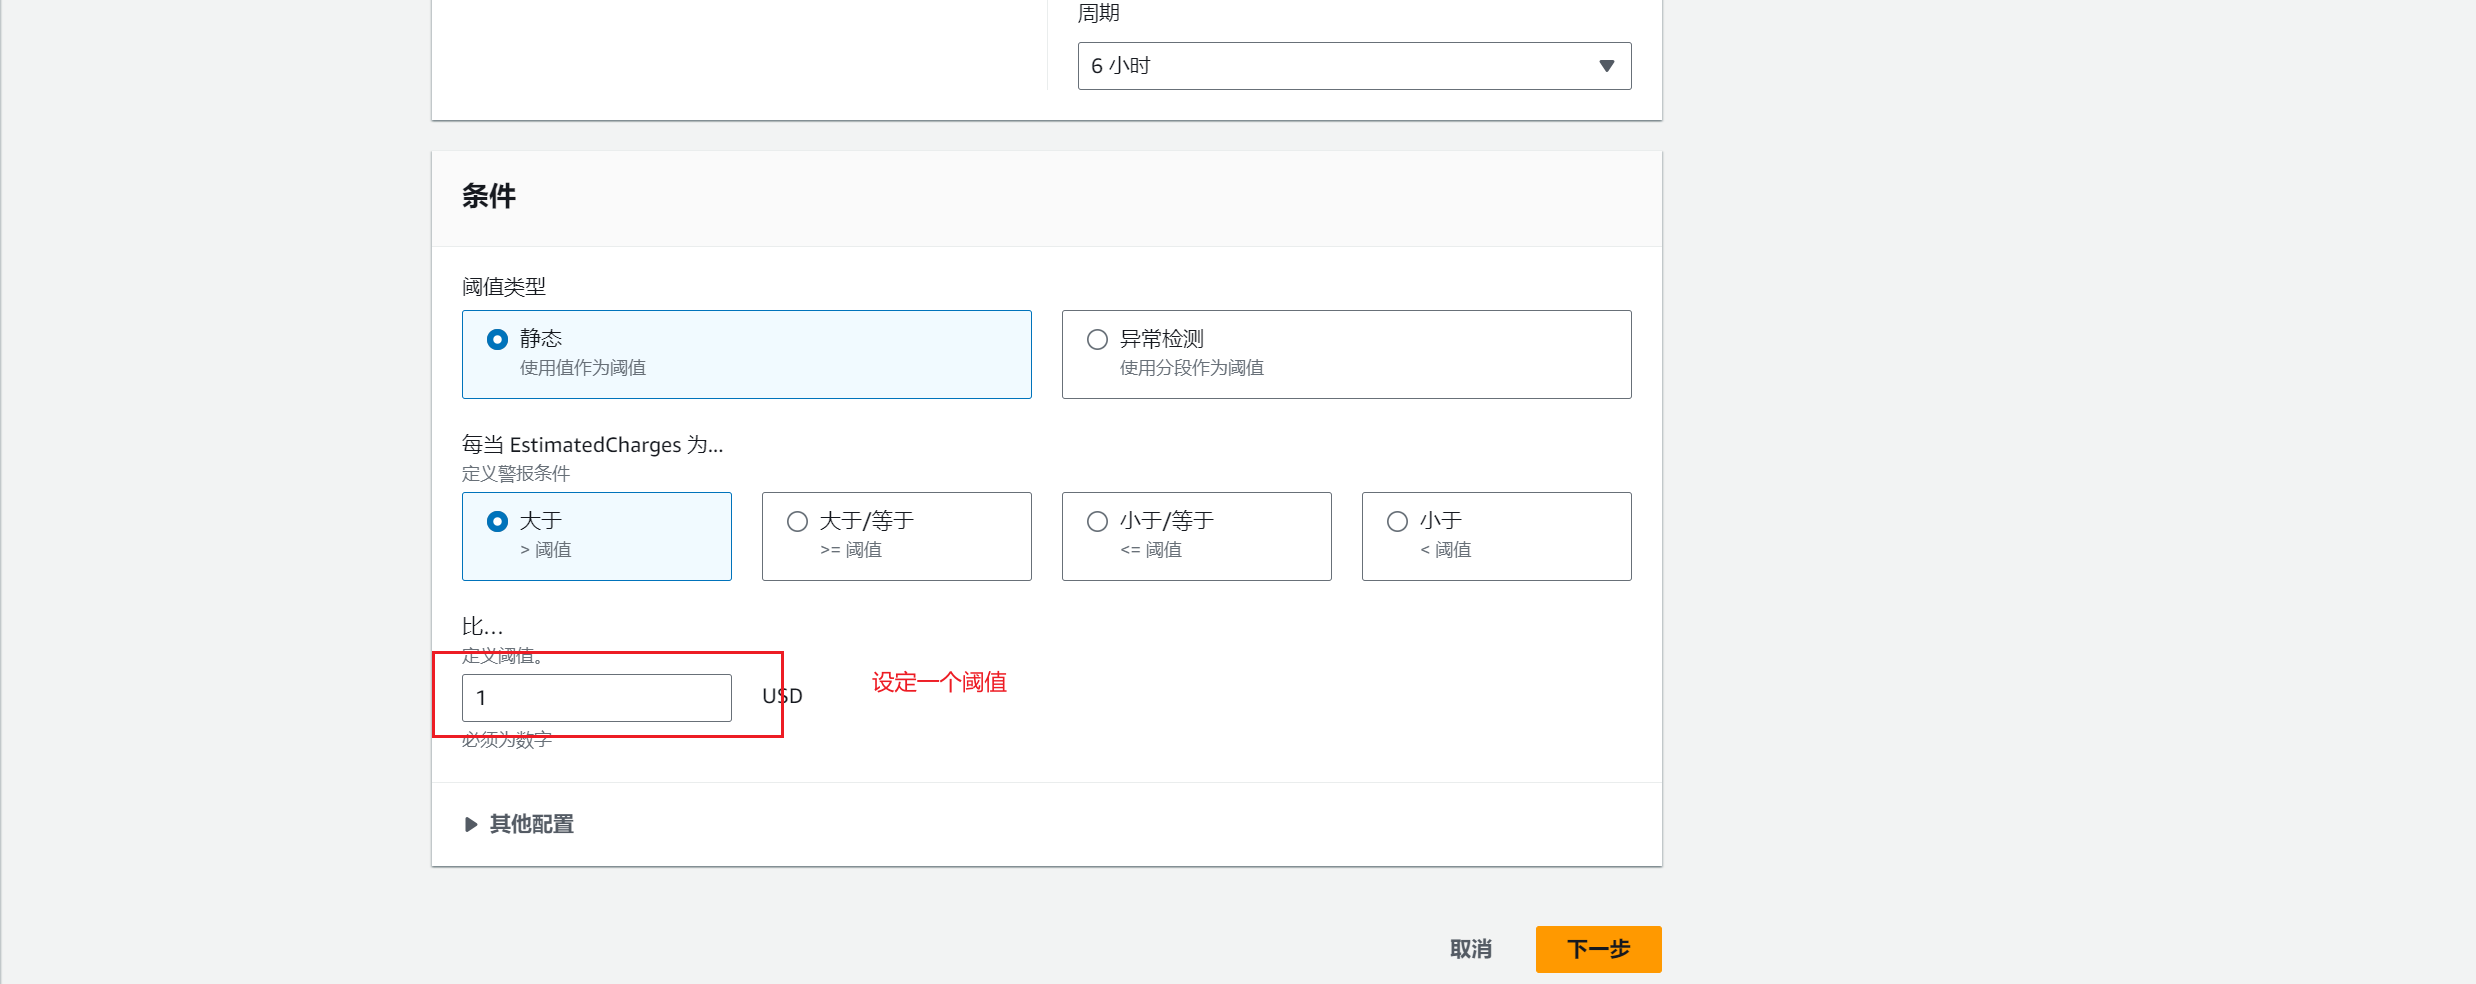 周期
6 小时
条件
阈值类型
静态
使用值作为阈值
异常检测
使用分段作为阈值
每当 EstimatedCharges 为...
定义警报条件
大于
> 阈值
大于/等于
>= 阈值
小于/等于
<= 阈值
小于
< 阈值
比...
定义阈值。
1
USD
设定一个阈值
必须为数字
其他配置
取消
下一步